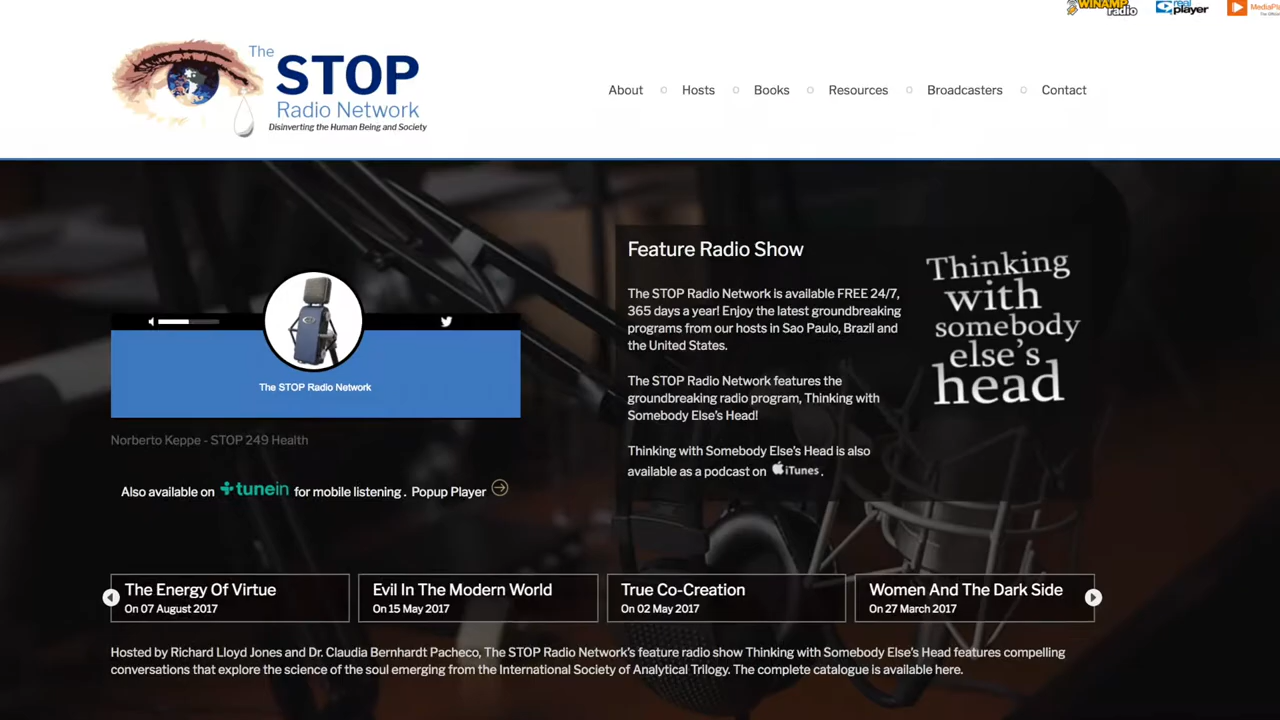 WINAMP
radio
real
player
The
STOP
Radio Network
Disinverting the Human Being and Society
About
Hosts
Books
Resources
Broadcasters
Contact
Feature Radio Show
The STOP Radio Network is available FREE 24/7,
365 days a year! Enjoy the latest groundbreaking
programs from our hosts in Sao Paulo, Brazil and
the United States.
The STOP Radio Network features the
groundbreaking radio program, Thinking with
Somebody Else's Head!
Thinking with Somebody Else's Head is also
available as a podcast on iTunes .
Thinking
with
somebody
else's
head
The STOP Radio Network
Norberto Keppe - STOP 249 Health
Also available on tunein for mobile listening . Popup Player
The Energy Of Virtue
On 07 August 2017
Evil In The Modern World
On 15 May 2017
True Co-Creation
On 02 May 2017
Women And The Dark Side
On 27 March 2017
Hosted by Richard Lloyd Jones and Dr. Claudia Bernhardt Pacheco, The STOP Radio Network's feature radio show Thinking with Somebody Else's Head features compelling
conversations that explore the science of the soul emerging from the International Society of Analytical Trilogy. The complete catalogue is available here.